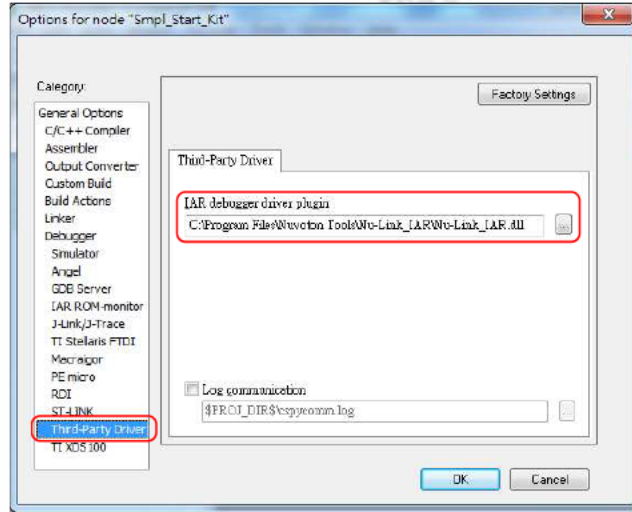 Options for node "Smpl_Start_Kit"
Category:
Factory Settings
General Options
C/C++ Compiler
Assembler
Output Converter
Custom Build
Build Actions
Linker
Debugger
Simulator
Angel
GDB Server
IAR ROM-monitor
J-Link/J-Trace
TI Stellaris FTDI
Macraigor
PE micro
RDI
ST-LINK
Third-Party Driver
TI XDS100
Third-Party Driver
IAR debugger driver plugin
C:\Program Files\Nuvoton Tools\Nu-Link_IAR\Nu-Link_IAR.dll
...
Log communication
$PROJ_DIR$\cspycomm.log
OK
Cancel